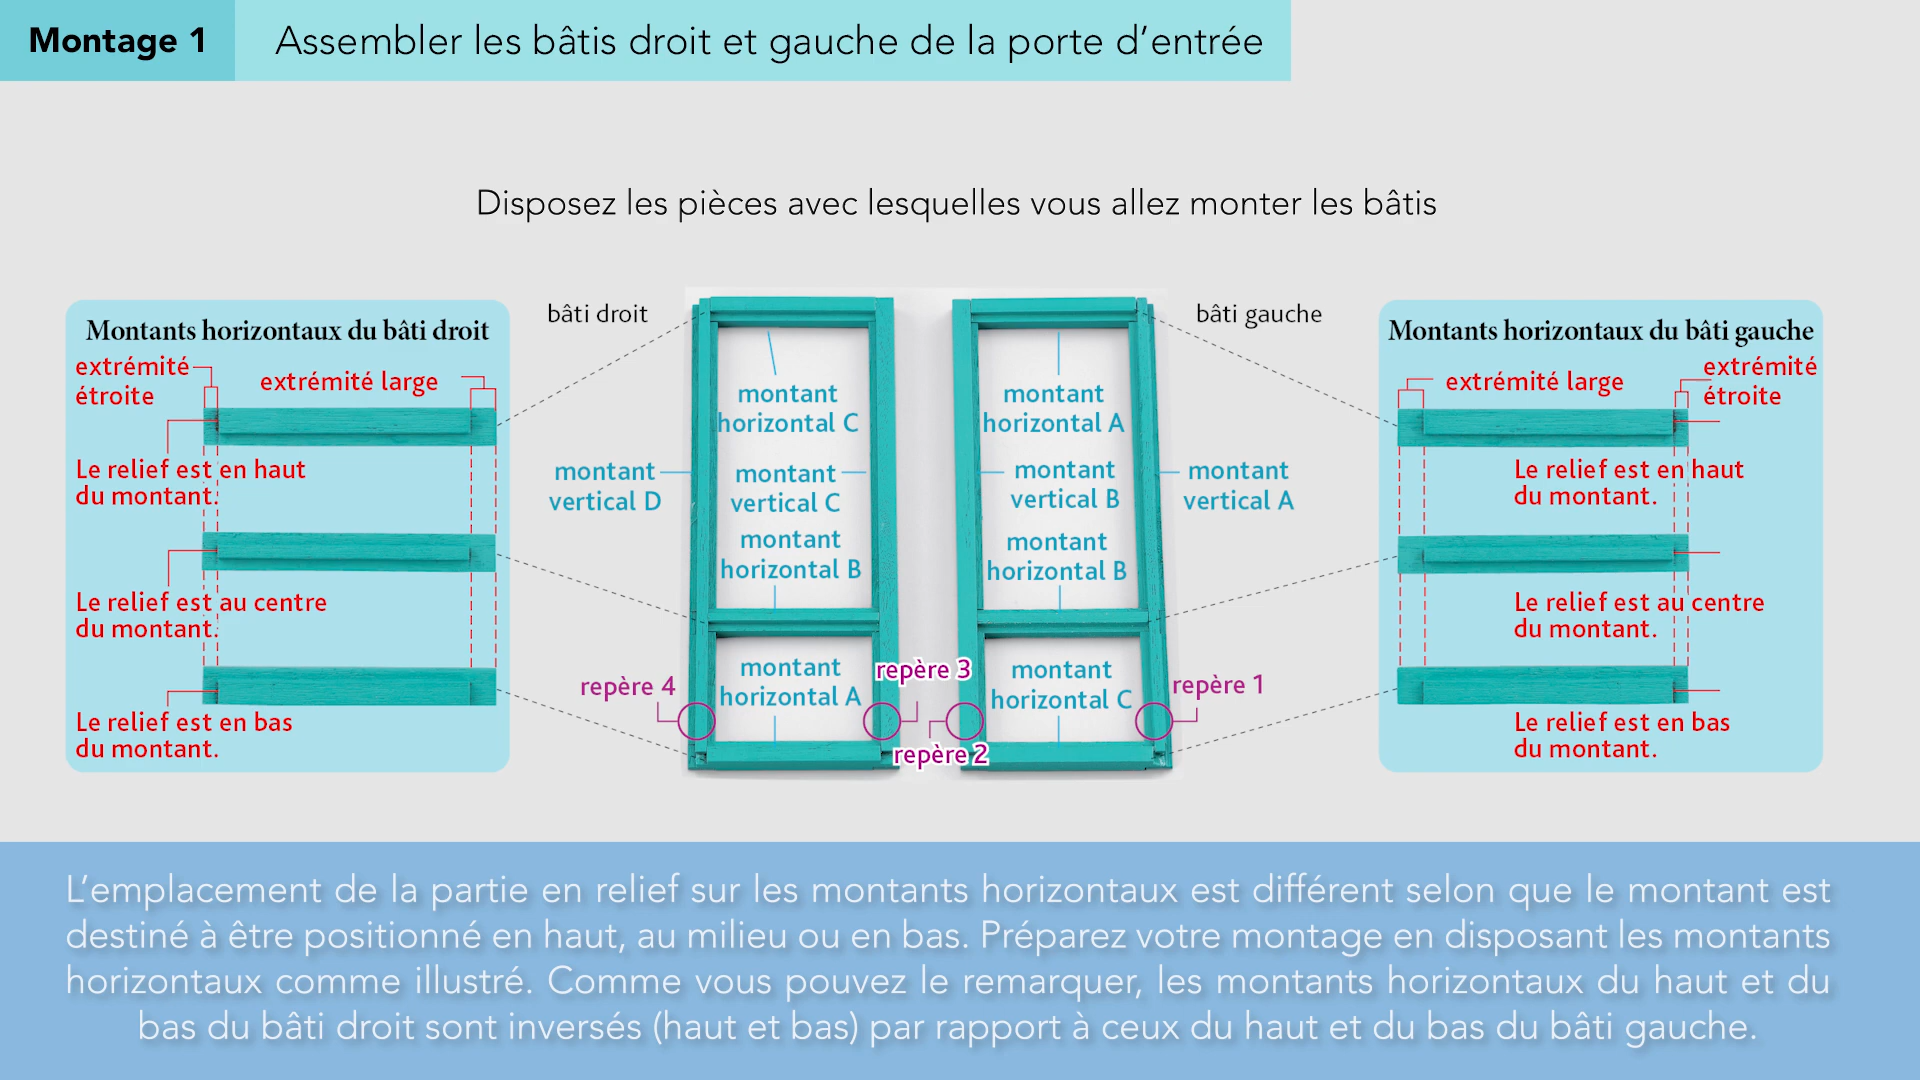 Montage 1
Assembler les bâtis droit et gauche de la porte d’entrée
Disposez les pièces avec lesquelles vous allez monter les bâtis
Montants horizontaux du bâti droit
extrémité
étroite
extrémité large
Le relief est en haut
du montant.
Le relief est au centre
du montant.
Le relief est en bas
du montant.
bâti droit
montant
horizontal C
montant
vertical D
montant
vertical C
montant
horizontal B
montant
horizontal A
repère 4
repère 3
bâti gauche
montant
horizontal A
montant
vertical B
montant
vertical A
montant
horizontal B
montant
horizontal C
repère 2
repère 1
Montants horizontaux du bâti gauche
extrémité large
extrémité
étroite
Le relief est en haut
du montant.
Le relief est au centre
du montant.
Le relief est en bas
du montant.
L’emplacement de la partie en relief sur les montants horizontaux est différent selon que le montant est
destiné à être positionné en haut, au milieu ou en bas. Préparez votre montage en disposant les montants
horizontaux comme illustré. Comme vous pouvez le remarquer, les montants horizontaux du haut et du
bas du bâti droit sont inversés (haut et bas) par rapport à ceux du haut et du bas du bâti gauche.